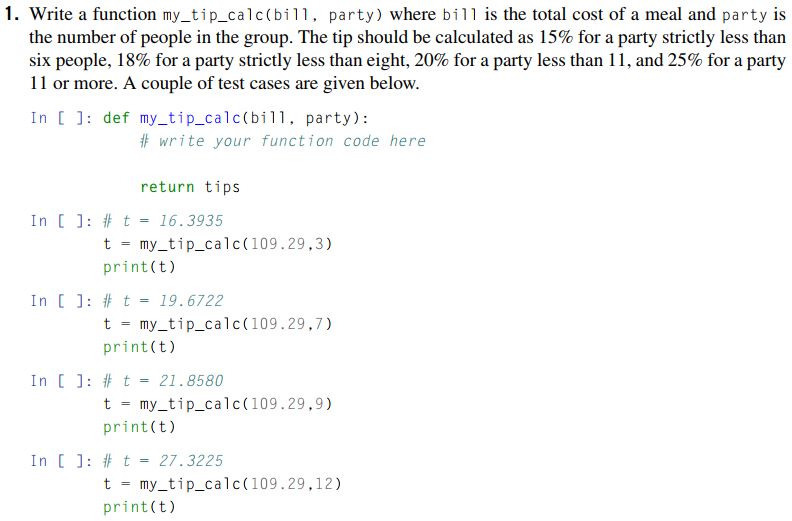 1. Write a function my_tip_calc(bill, party) where bill is the total cost of a meal and party is
the number of people in the group. The tip should be calculated as 15% for a party strictly less than
six people, 18% for a party strictly less than eight, 20% for a party less than 11, and 25% for a party
11 or more. A couple of test cases are given below.
In [ ]: def my_tip_calc(bill, party):
# write your function code here
return tips
In [ ]: # t = 16.3935
t = my_tip_calc(109.29,3)
print(t)
In [ ]: # t = 19.6722
t = my_tip_calc(109.29,7)
print(t)
In [ ]: # t = 21.8580
t = my_tip_calc(109.29,9)
print(t)
In [ ]: # t = 27.3225
t = my_tip_calc(109.29,12)
print(t)